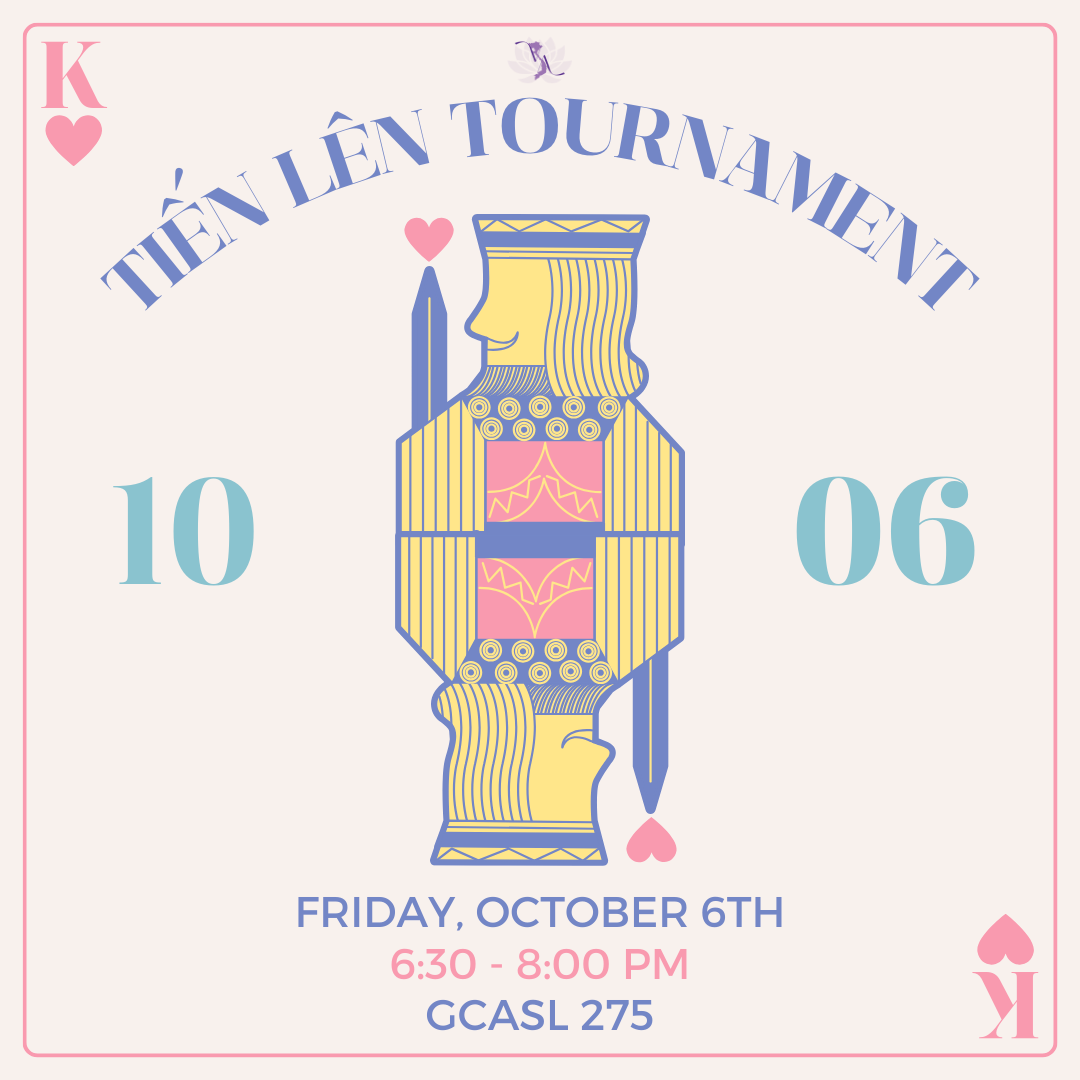 K
TIẾN LÊN TOURNAMENT
10
06
FRIDAY, OCTOBER 6TH
6:30 - 8:00 PM
GCASL 275
K